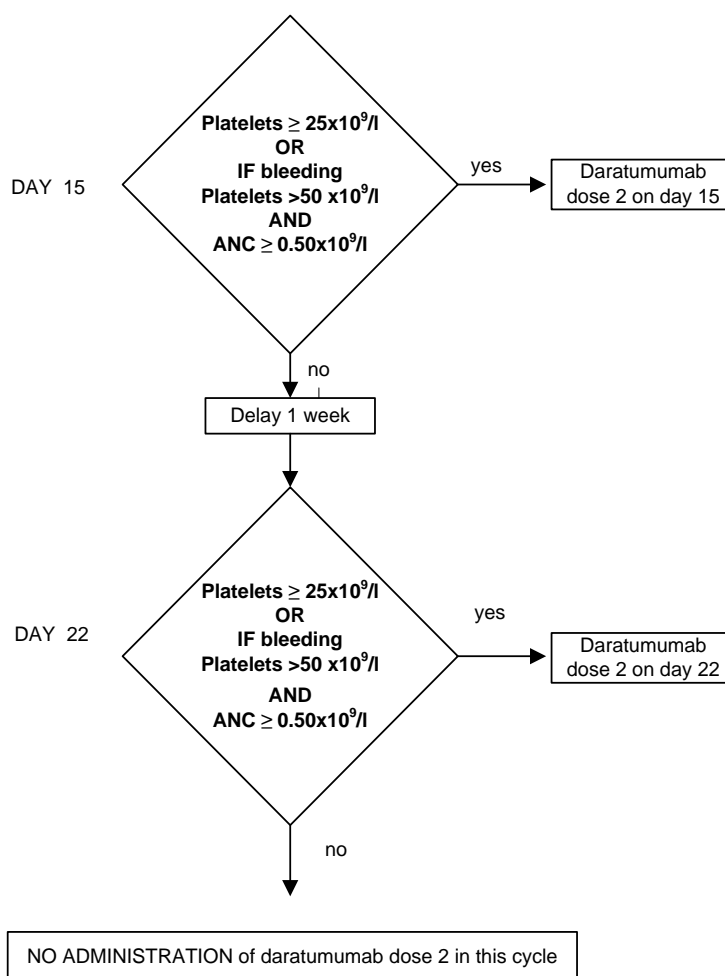 Platelets ≥ 25x10⁹/l
OR
IF bleeding
Platelets >50 x10⁹/l
AND
ANC ≥ 0.50x10⁹/l
DAY 15
yes
Daratumumab
dose 2 on day 15
no
Delay 1 week
Platelets ≥ 25x10⁹/l
OR
IF bleeding
Platelets >50 x10⁹/l
AND
ANC ≥ 0.50x10⁹/l
DAY 22
yes
Daratumumab
dose 2 on day 22
no
NO ADMINISTRATION of daratumumab dose 2 in this cycle